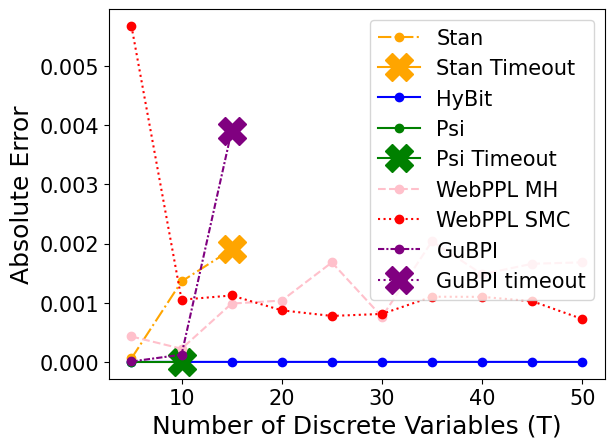 Absolute Error
0.005
0.004
0.003
0.002
0.001
0.000
10 20 30 40 50
Number of Discrete Variables (T)
Stan
Stan Timeout
HyBit
Psi
Psi Timeout
WebPPL MH
WebPPL SMC
GuBPI
GuBPI timeout